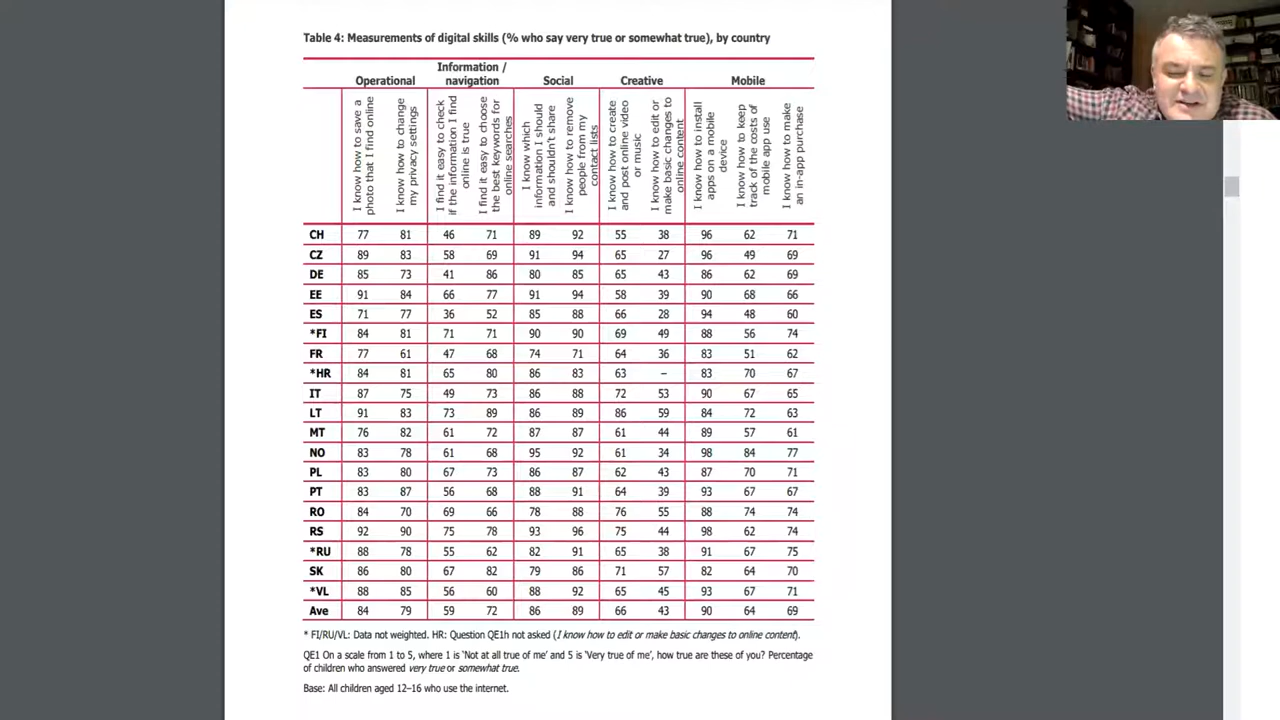 Table 4: Measurements of digital skills (% who say very true or somewhat true), by country
Operational
Information /
navigation
Social
Creative
Mobile
I know how to save a
photo that I find online
I know how to change
my privacy settings
I find it easy to check
if the information I find
online is true
I find it easy to choose
the best keywords for
online searches
I know which
information I should
and shouldn't share
I know how to remove
people from my
contact lists
I know how to create
and post online video
or music
I know how to edit or
make basic changes to
online content
I know how to install
apps on a mobile
device
I know how to keep
track of the costs of
mobile app use
I know how to make
an in-app purchase
CH 77 81 46 71 89 92 55 38 96 62 71
CZ 89 83 58 69 91 94 65 27 96 49 69
DE 85 73 41 86 80 85 65 43 86 62 69
EE 91 84 66 77 91 94 58 39 90 68 66
ES 71 77 36 52 85 88 66 28 94 48 60
*FI 84 81 71 71 90 90 69 49 88 56 74
FR 77 61 47 68 74 71 64 36 83 51 62
*HR 84 81 65 80 86 83 63 – 83 70 67
IT 87 75 49 73 86 88 72 53 90 67 65
LT 91 83 73 89 86 89 86 59 84 72 63
MT 76 82 61 72 87 87 61 44 89 57 61
NO 83 78 61 68 95 92 61 34 98 84 77
PL 83 80 67 73 86 87 62 43 87 70 71
PT 83 87 56 68 88 91 64 39 93 67 67
RO 84 70 69 66 78 88 76 55 88 74 74
RS 92 90 75 78 93 96 75 44 98 62 74
*RU 88 78 55 62 82 91 65 38 91 67 75
SK 86 80 67 82 79 86 71 57 82 64 70
*VL 88 85 56 60 88 92 65 45 93 67 71
Ave 84 79 59 72 86 89 66 43 90 64 69
* FI/RU/VL: Data not weighted. HR: Question QE1h not asked (I know how to edit or make basic changes to online content).
QE1 On a scale from 1 to 5, where 1 is 'Not at all true of me' and 5 is 'Very true of me', how true are these of you? Percentage
of children who answered very true or somewhat true.
Base: All children aged 12–16 who use the internet.